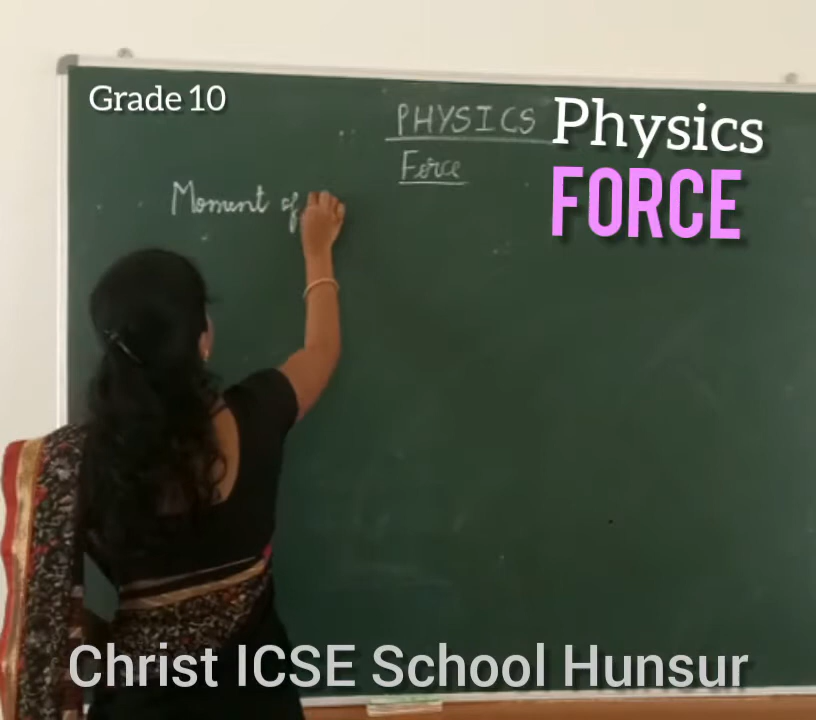 Grade 10
PHYSICS
Physics
Force
FORCE
Moment of
Christ ICSE School Hunsur